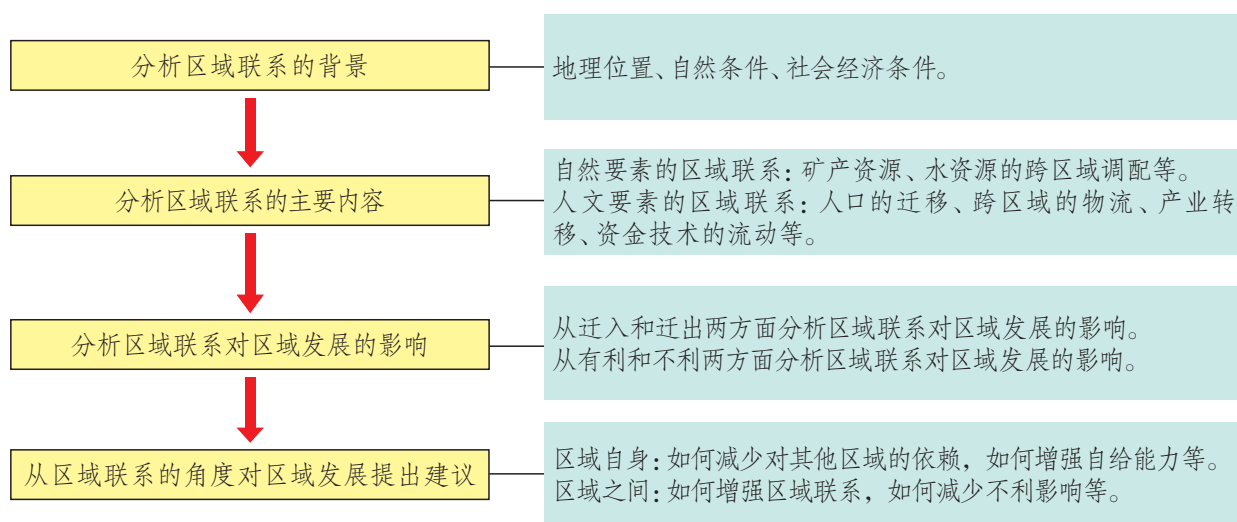 分析区域联系的背景
地理位置、自然条件、社会经济条件。
分析区域联系的主要内容
自然要素的区域联系：矿产资源、水资源的跨区域调配等。
人文要素的区域联系：人口的迁移、跨区域的物流、产业转
移、资金技术的流动等。
分析区域联系对区域发展的影响
从迁入和迁出两方面分析区域联系对区域发展的影响。
从有利和不利两方面分析区域联系对区域发展的影响。
从区域联系的角度对区域发展提出建议
区域自身：如何减少对其他区域的依赖，如何增强自给能力等。
区域之间：如何增强区域联系，如何减少不利影响等。